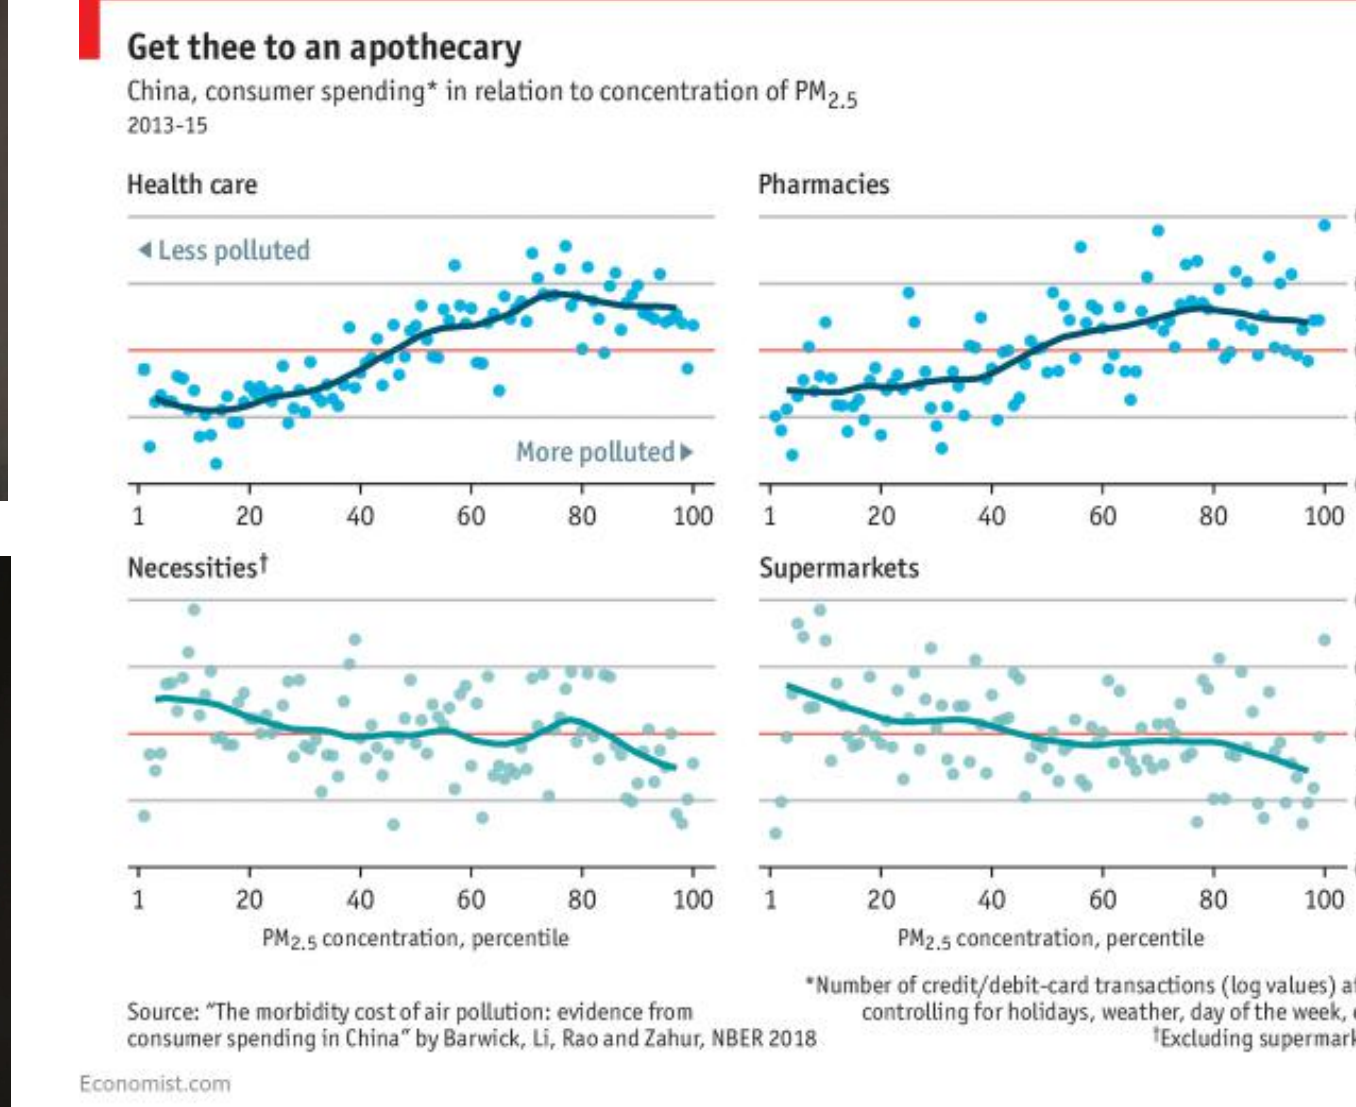 Get thee to an apothecary
China, consumer spending* in relation to concentration of PM2.5
2013-15
Health care
◄ Less polluted
More polluted ►
1 20 40 60 80 100
Pharmacies
1 20 40 60 80 100
Necessities†
1 20 40 60 80 100
PM2.5 concentration, percentile
Supermarkets
1 20 40 60 80 100
PM2.5 concentration, percentile
*Number of credit/debit-card transactions (log values)
controlling for holidays, weather, day of the week,
†Excluding
Source: "The morbidity cost of air pollution: evidence from
consumer spending in China" by Barwick, Li, Rao and Zahur, NBER 2018
Economist.com